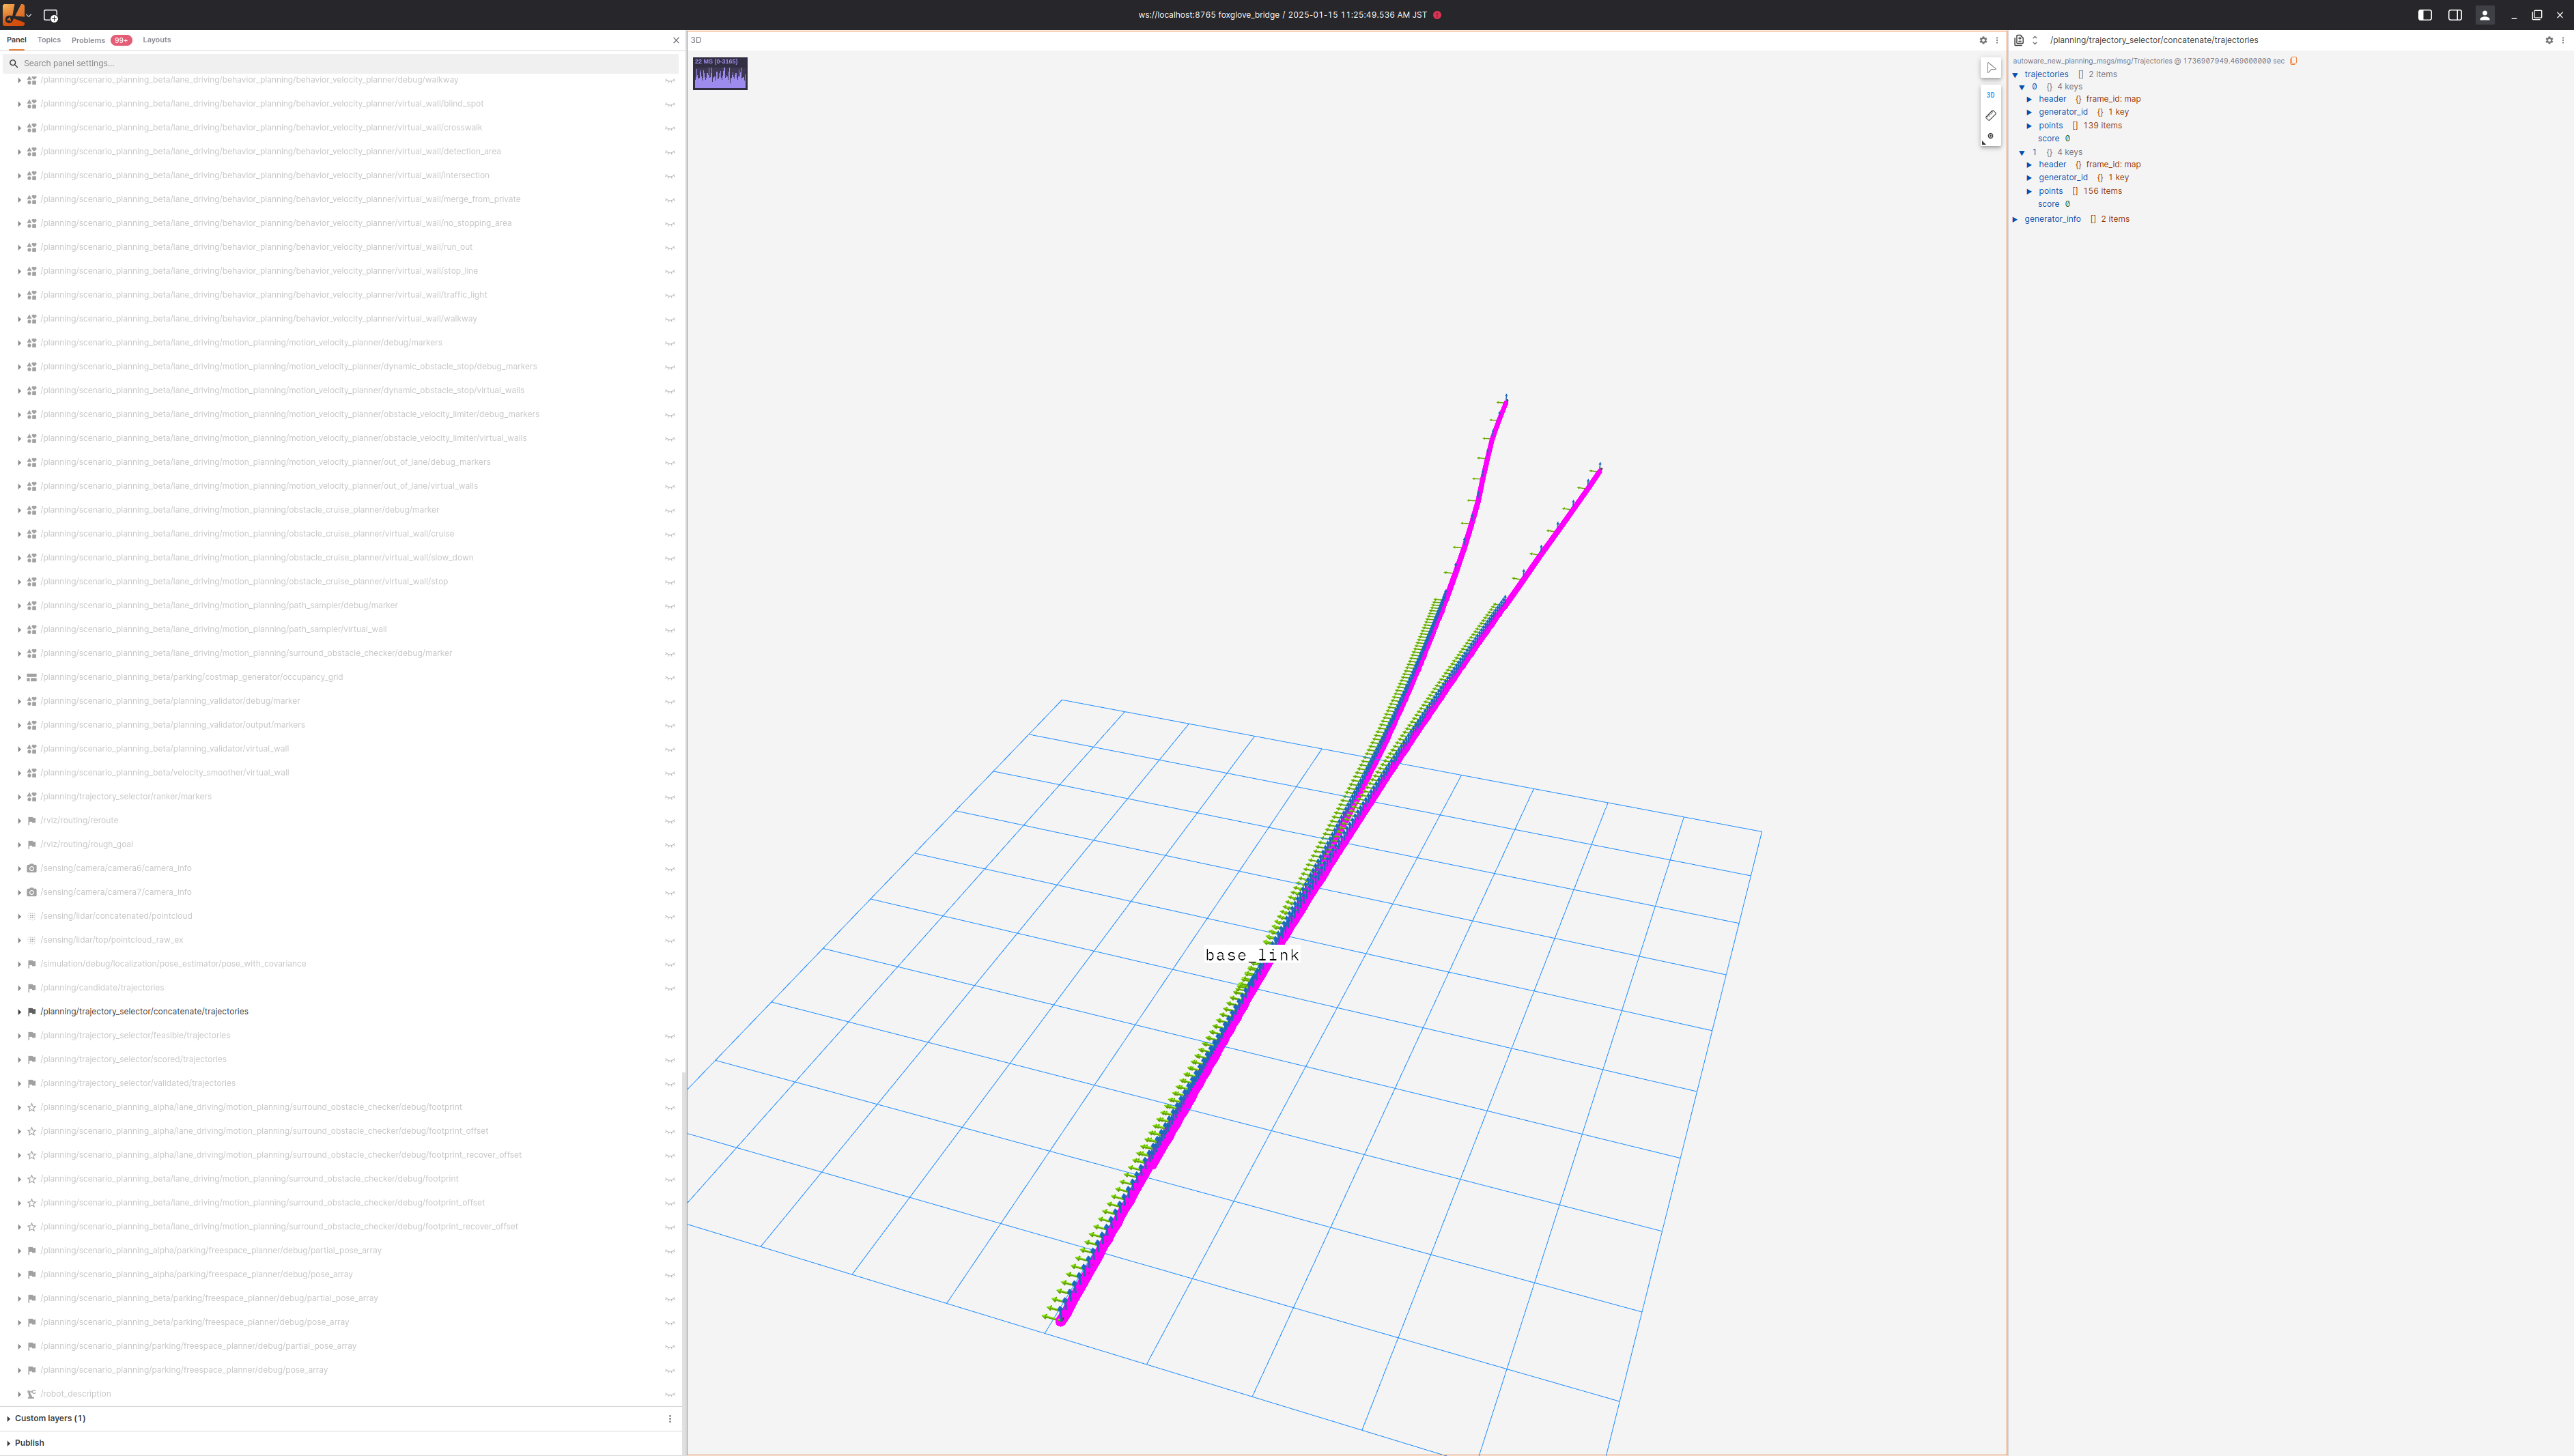 ws://localhost:8765 foxglove_bridge / 2025-01-15 11:25:49.536 AM JST
Panel
Topics
Problems 99+
Layouts
Search panel settings...
/planning/scenario_planning_beta/lane_driving/behavior_planning/behavior_velocity_planner/debug/walkway
/planning/scenario_planning_beta/lane_driving/behavior_planning/behavior_velocity_planner/virtual_wall/blind_spot
/planning/scenario_planning_beta/lane_driving/behavior_planning/behavior_velocity_planner/virtual_wall/crosswalk
/planning/scenario_planning_beta/lane_driving/behavior_planning/behavior_velocity_planner/virtual_wall/detection_area
/planning/scenario_planning_beta/lane_driving/behavior_planning/behavior_velocity_planner/virtual_wall/intersection
/planning/scenario_planning_beta/lane_driving/behavior_planning/behavior_velocity_planner/virtual_wall/merge_from_private
/planning/scenario_planning_beta/lane_driving/behavior_planning/behavior_velocity_planner/virtual_wall/no_stopping_area
/planning/scenario_planning_beta/lane_driving/behavior_planning/behavior_velocity_planner/virtual_wall/run_out
/planning/scenario_planning_beta/lane_driving/behavior_planning/behavior_velocity_planner/virtual_wall/stop_line
/planning/scenario_planning_beta/lane_driving/behavior_planning/behavior_velocity_planner/virtual_wall/traffic_light
/planning/scenario_planning_beta/lane_driving/behavior_planning/behavior_velocity_planner/virtual_wall/walkway
/planning/scenario_planning_beta/lane_driving/motion_planning/motion_velocity_planner/debug/markers
/planning/scenario_planning_beta/lane_driving/motion_planning/motion_velocity_planner/dynamic_obstacle_stop/debug_markers
/planning/scenario_planning_beta/lane_driving/motion_planning/motion_velocity_planner/dynamic_obstacle_stop/virtual_walls
/planning/scenario_planning_beta/lane_driving/motion_planning/motion_velocity_planner/obstacle_velocity_limiter/debug_markers
/planning/scenario_planning_beta/lane_driving/motion_planning/motion_velocity_planner/obstacle_velocity_limiter/virtual_walls
/planning/scenario_planning_beta/lane_driving/motion_planning/motion_velocity_planner/out_of_lane/debug_markers
/planning/scenario_planning_beta/lane_driving/motion_planning/motion_velocity_planner/out_of_lane/virtual_walls
/planning/scenario_planning_beta/lane_driving/motion_planning/obstacle_cruise_planner/debug/marker
/planning/scenario_planning_beta/lane_driving/motion_planning/obstacle_cruise_planner/virtual_wall/cruise
/planning/scenario_planning_beta/lane_driving/motion_planning/obstacle_cruise_planner/virtual_wall/slow_down
/planning/scenario_planning_beta/lane_driving/motion_planning/obstacle_cruise_planner/virtual_wall/stop
/planning/scenario_planning_beta/lane_driving/motion_planning/path_sampler/debug/marker
/planning/scenario_planning_beta/lane_driving/motion_planning/path_sampler/virtual_wall
/planning/scenario_planning_beta/lane_driving/motion_planning/surround_obstacle_checker/debug/marker
/planning/scenario_planning_beta/parking/costmap_generator/occupancy_grid
/planning/scenario_planning_beta/planning_validator/debug/marker
/planning/scenario_planning_beta/planning_validator/output/markers
/planning/scenario_planning_beta/planning_validator/virtual_wall
/planning/scenario_planning_beta/velocity_smoother/virtual_wall
/planning/trajectory_selector/ranker/markers
/rviz/routing/reroute
/rviz/routing/rough_goal
/sensing/camera/camera6/camera_info
/sensing/camera/camera7/camera_info
/sensing/lidar/concatenated/pointcloud
/sensing/lidar/top/pointcloud_raw_ex
/simulation/debug/localization/pose_estimator/pose_with_covariance
/planning/candidate/trajectories
/planning/trajectory_selector/concatenate/trajectories
/planning/trajectory_selector/feasible/trajectories
/planning/trajectory_selector/scored/trajectories
/planning/trajectory_selector/validated/trajectories
/planning/scenario_planning_alpha/lane_driving/motion_planning/surround_obstacle_checker/debug/footprint
/planning/scenario_planning_alpha/lane_driving/motion_planning/surround_obstacle_checker/debug/footprint_offset
/planning/scenario_planning_alpha/lane_driving/motion_planning/surround_obstacle_checker/debug/footprint_recover_offset
/planning/scenario_planning_beta/lane_driving/motion_planning/surround_obstacle_checker/debug/footprint
/planning/scenario_planning_beta/lane_driving/motion_planning/surround_obstacle_checker/debug/footprint_offset
/planning/scenario_planning_beta/lane_driving/motion_planning/surround_obstacle_checker/debug/footprint_recover_offset
/planning/scenario_planning_alpha/parking/freespace_planner/debug/partial_pose_array
/planning/scenario_planning_alpha/parking/freespace_planner/debug/pose_array
/planning/scenario_planning_beta/parking/freespace_planner/debug/partial_pose_array
/planning/scenario_planning_beta/parking/freespace_planner/debug/pose_array
/planning/scenario_planning/parking/freespace_planner/debug/partial_pose_array
/planning/scenario_planning/parking/freespace_planner/debug/pose_array
/robot_description
Custom layers (1)
Publish
3D
22 MS (0-3165)
3D
base_link
/planning/trajectory_selector/concatenate/trajectories
autoware_new_planning_msgs/msg/Trajectories @ 1736907949.469000000 sec
trajectories [] 2 items
0 {} 4 keys
header {} frame_id: map
generator_id {} 1 key
points [] 139 items
score 0
1 {} 4 keys
header {} frame_id: map
generator_id {} 1 key
points [] 156 items
score 0
generator_info [] 2 items